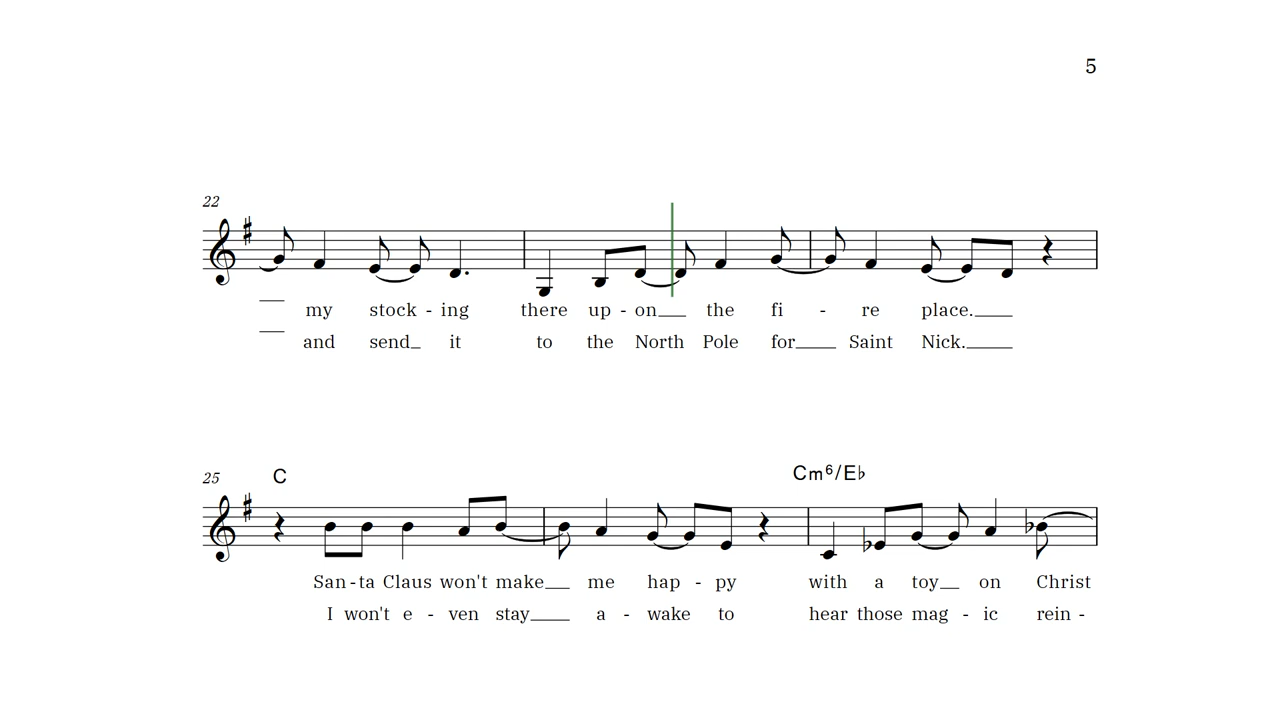 5
22
my stock - ing there up - on the fi - re place.
and send it to the North Pole for Saint Nick.
25
C Cm6/E♭
San - ta Claus won't make me hap - py with a toy on Christ
I won't e - ven stay a - wake to hear those mag - ic rein -